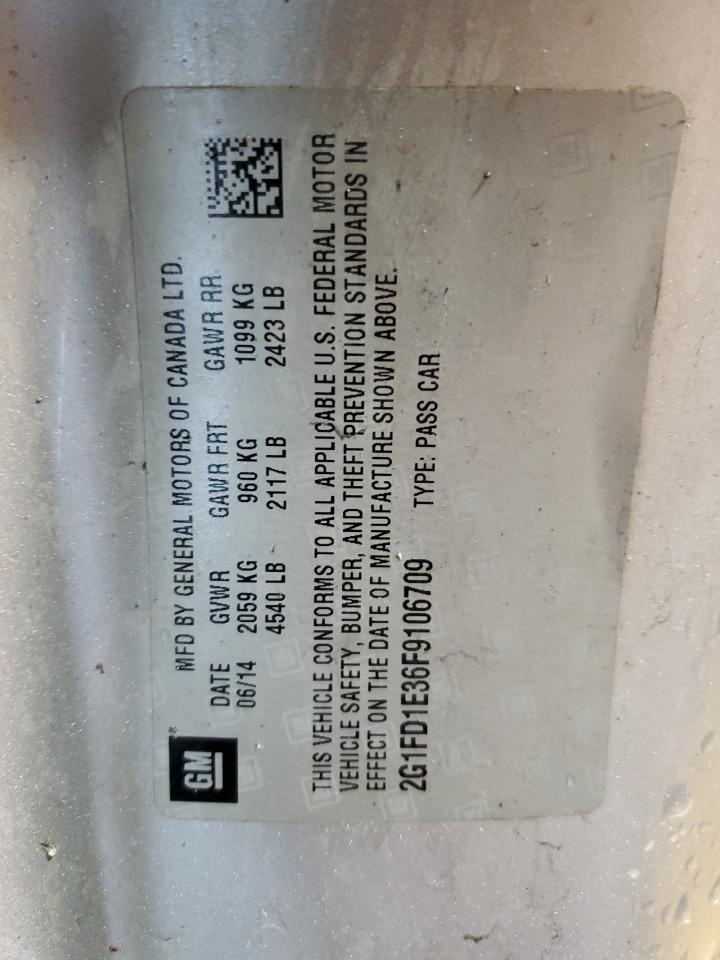 GM®
MFD BY GENERAL MOTORS OF CANADA LTD.
DATE GVWR GAWR FRT GAWR RR
06/14 2059 KG 960 KG 1099 KG
4540 LB 2117 LB 2423 LB
THIS VEHICLE CONFORMS TO ALL APPLICABLE U.S. FEDERAL MOTOR
VEHICLE SAFETY, BUMPER, AND THEFT PREVENTION STANDARDS IN
EFFECT ON THE DATE OF MANUFACTURE SHOWN ABOVE.
2G1FD1E36F9106709 TYPE: PASS CAR